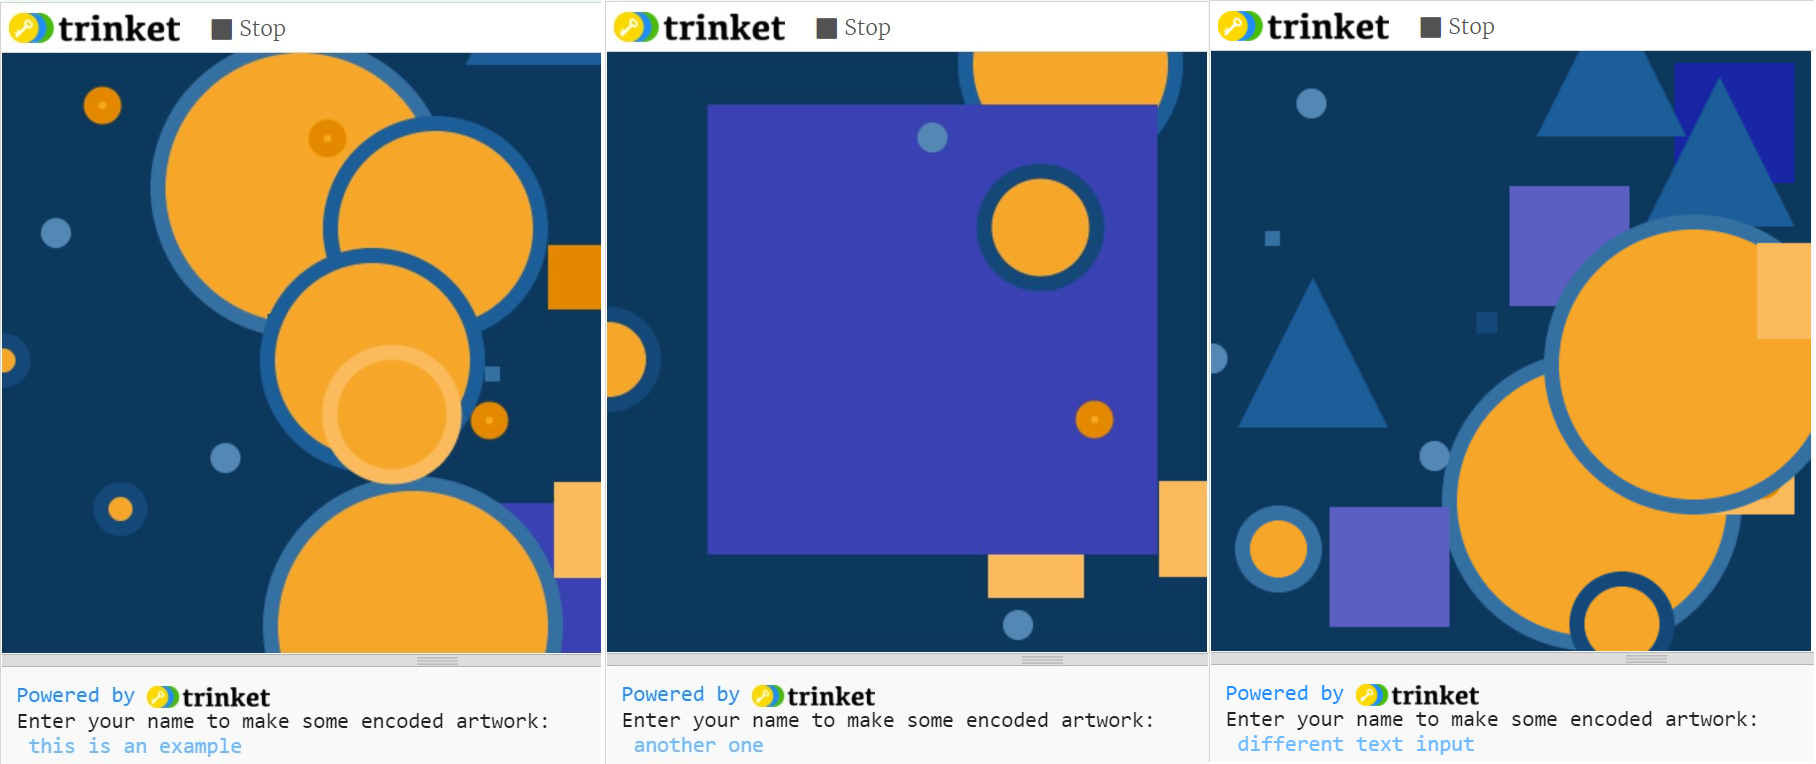 trinket Stop
Powered by trinket
Enter your name to make some encoded artwork:
this is an example
trinket Stop
Powered by trinket
Enter your name to make some encoded artwork:
another one
trinket Stop
Powered by trinket
Enter your name to make some encoded artwork:
different text input